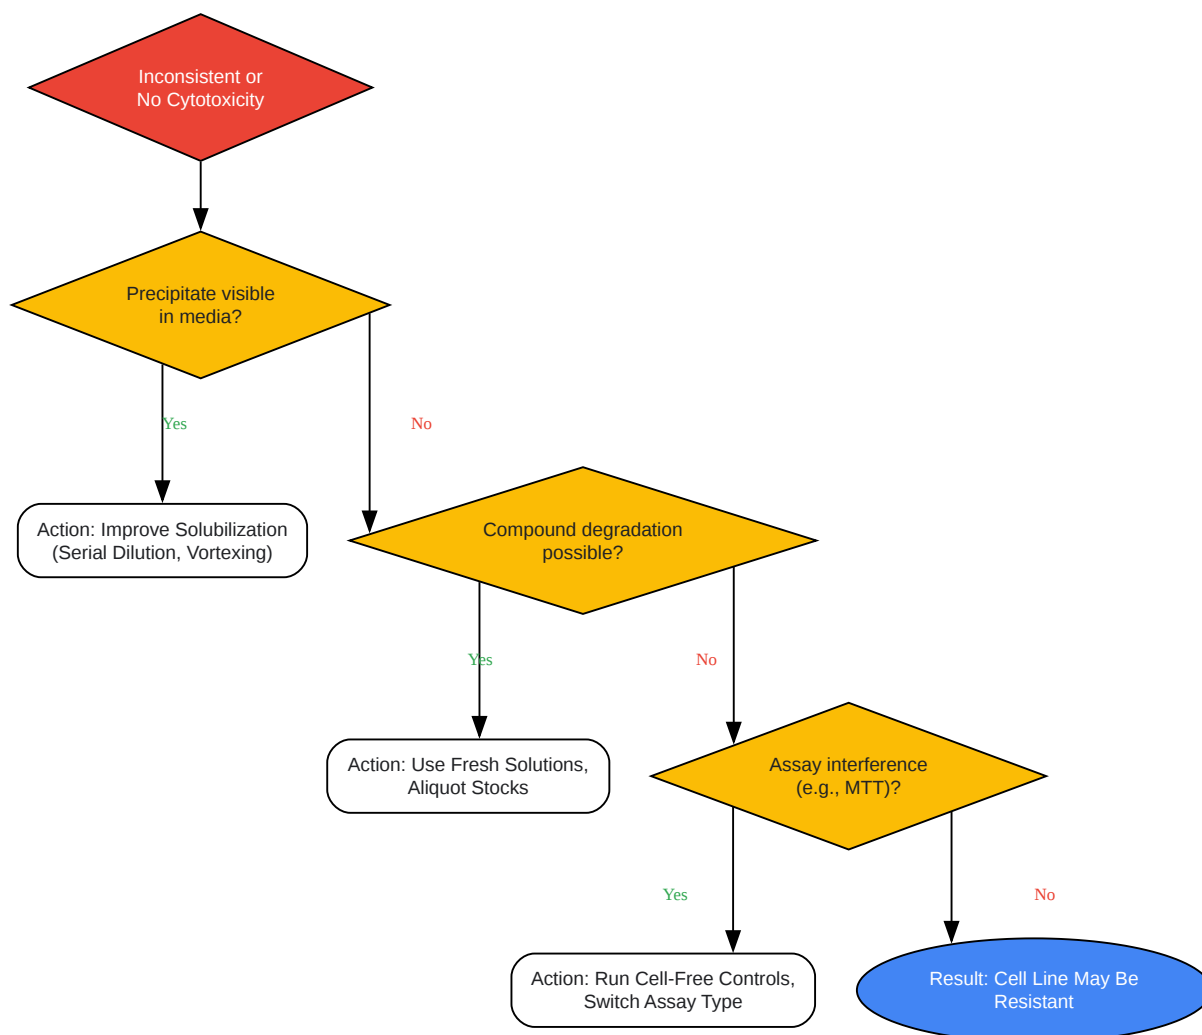 Inconsistent or
No Cytotoxicity
Precipitate visible
in media?
Yes
No
Action: Improve Solubilization
(Serial Dilution, Vortexing)
Compound degradation
possible?
Yes
No
Action: Use Fresh Solutions,
Aliquot Stocks
Assay interference
(e.g., MTT)?
Yes
No
Action: Run Cell-Free Controls,
Switch Assay Type
Result: Cell Line May Be
Resistant